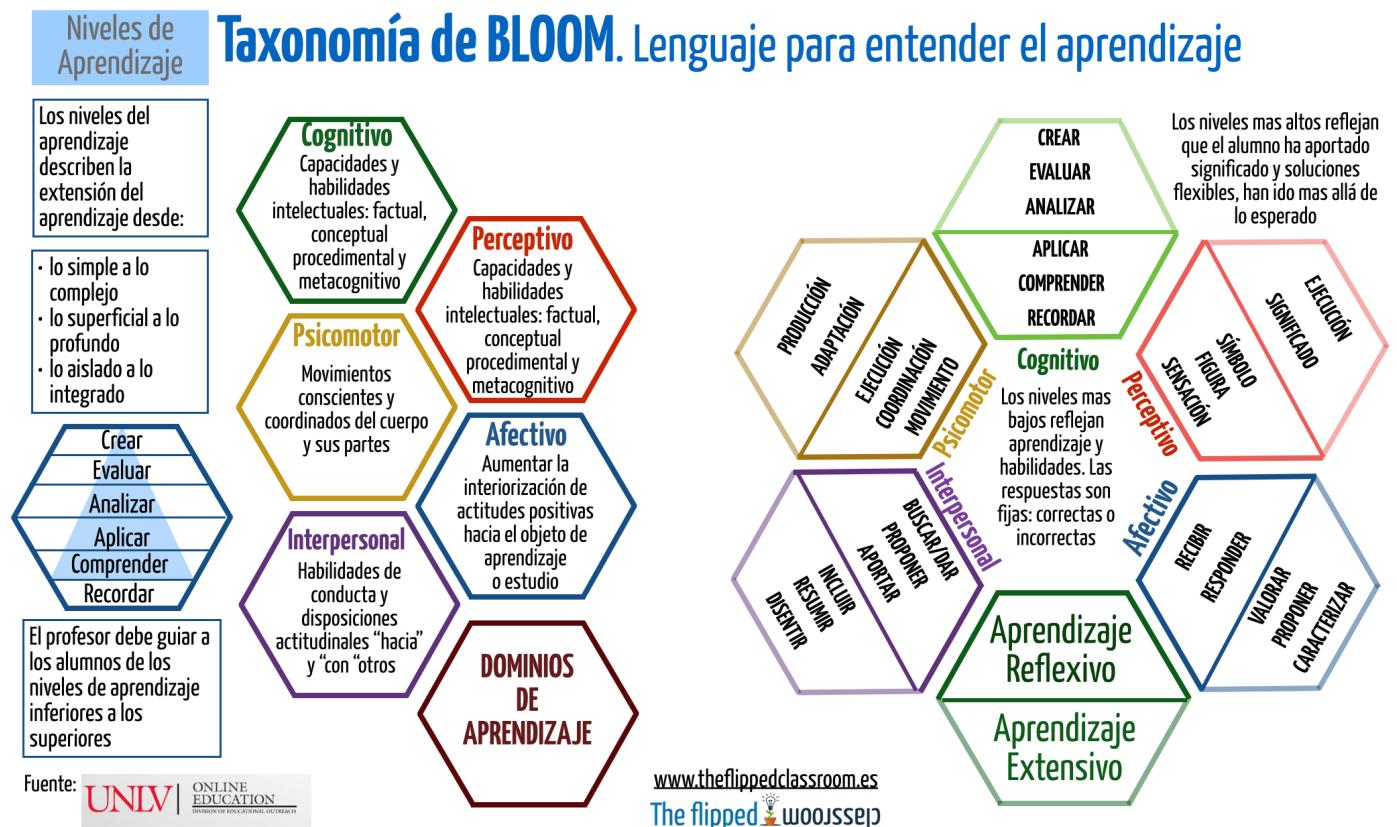 Niveles de
Aprendizaje
Taxonomía de BLOOM. Lenguaje para entender el aprendizaje
Los niveles del
aprendizaje
describen la
extensión del
aprendizaje desde:
• lo simple a lo
complejo
• lo superficial a lo
profundo
• lo aislado a lo
integrado
Crear
Evaluar
Analizar
Aplicar
Comprender
Recordar
El profesor debe guiar a
los alumnos de los
niveles de aprendizaje
inferiores a los
superiores
Fuente:
UNLV
ONLINE
EDUCATION
DIVISION OF EDUCATIONAL OUTREACH
Cognitivo
Capacidades y
habilidades
intelectuales: factual,
conceptual
procedimental y
metacognitivo
Perceptivo
Capacidades y
habilidades
intelectuales: factual,
conceptual
procedimental y
metacognitivo
Psicomotor
Movimientos
conscientes y
coordinados del cuerpo
y sus partes
Afectivo
Aumentar la
interiorización de
actitudes positivas
hacia el objeto de
aprendizaje
o estudio
Interpersonal
Habilidades de
conducta y
disposiciones
actitudinales “hacia”
y “con “otros
DOMINIOS
DE
APRENDIZAJE
CREAR
EVALUAR
ANALIZAR
APLICAR
COMPRENDER
RECORDAR
Cognitivo
Los niveles mas altos reflejan
que el alumno ha aportado
significado y soluciones
flexibles, han ido mas allá de
lo esperado
PRODUCCIÓN
ADAPTACIÓN
EJECUCIÓN
COORDINACIÓN
MOVIMIENTO
Psicomotor
EJECUCIÓN
SIGNIFICADO
SÍMBOLO
FIGURA
SENSACIÓN
Perceptivo
Los niveles mas
bajos reflejan
aprendizaje y
habilidades. Las
respuestas son
fijas: correctas o
incorrectas
Interpersonal
BUSCAR/DAR
PROPONER
APORTAR
INCLUIR
RESUMIR
DISENTIR
Afectivo
RECIBIR
RESPONDER
VALORAR
PROPONER
CARACTERIZAR
Aprendizaje
Reflexivo
Aprendizaje
Extensivo
www.theflippedclassroom.es
The flipped classroom